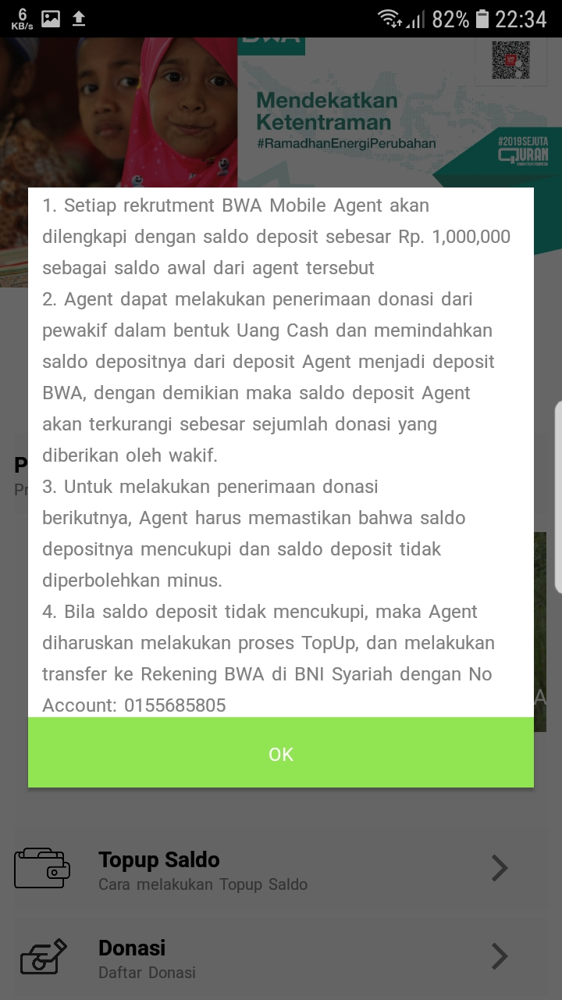 6
KB/s
82%
22:34
BWA
Mendekatkan
Ketentraman
#RamadhanEnergiPerubahan
#2019SEJUTA
QURAN
1. Setiap rekrutment BWA Mobile Agent akan
dilengkapi dengan saldo deposit sebesar Rp. 1,000,000
sebagai saldo awal dari agent tersebut
2. Agent dapat melakukan penerimaan donasi dari
pewakif dalam bentuk Uang Cash dan memindahkan
saldo depositnya dari deposit Agent menjadi deposit
BWA, dengan demikian maka saldo deposit Agent
akan terkurangi sebesar sejumlah donasi yang
diberikan oleh wakif.
3. Untuk melakukan penerimaan donasi
berikutnya, Agent harus memastikan bahwa saldo
depositnya mencukupi dan saldo deposit tidak
diperbolehkan minus.
4. Bila saldo deposit tidak mencukupi, maka Agent
diharuskan melakukan proses TopUp, dan melakukan
transfer ke Rekening BWA di BNI Syariah dengan No
Account: 0155685805
OK
Topup Saldo
Cara melakukan Topup Saldo
Donasi
Daftar Donasi